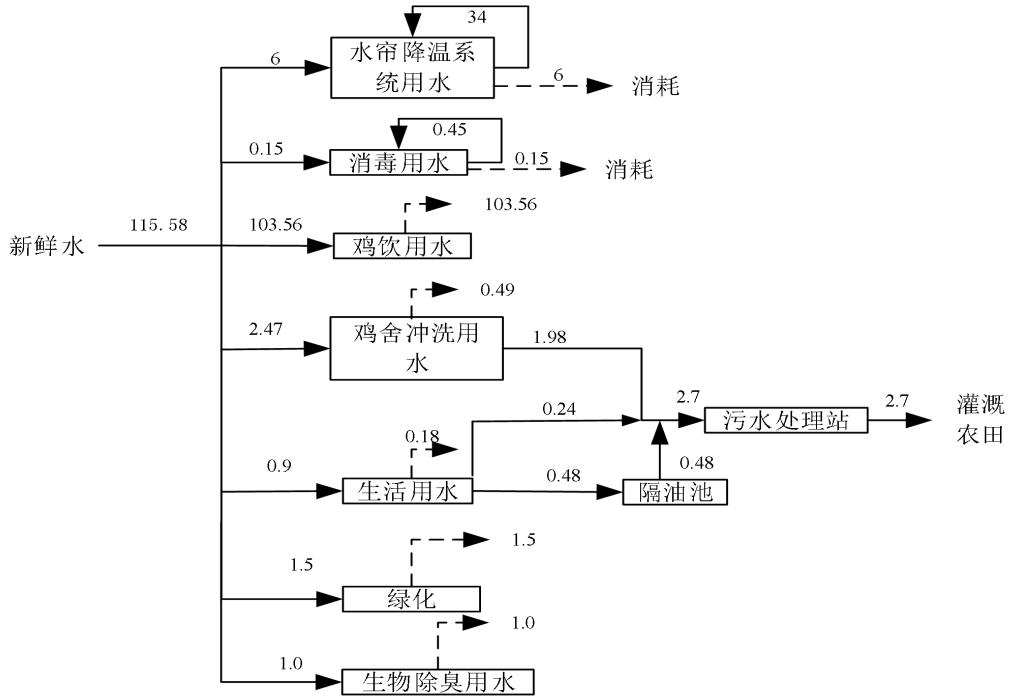 34
水帘降温系
统用水
6
6
消耗
0.45
0.15
消毒用水
0.15
消耗
103.56
新鲜水
115.58
103.56
鸡饮用水
0.49
2.47
鸡舍冲洗用
水
1.98
0.24
2.7
污水处理站
2.7
灌溉
农田
0.18
0.9
生活用水
0.48
隔油池
0.48
1.5
1.5
绿化
1.0
1.0
生物除臭用水